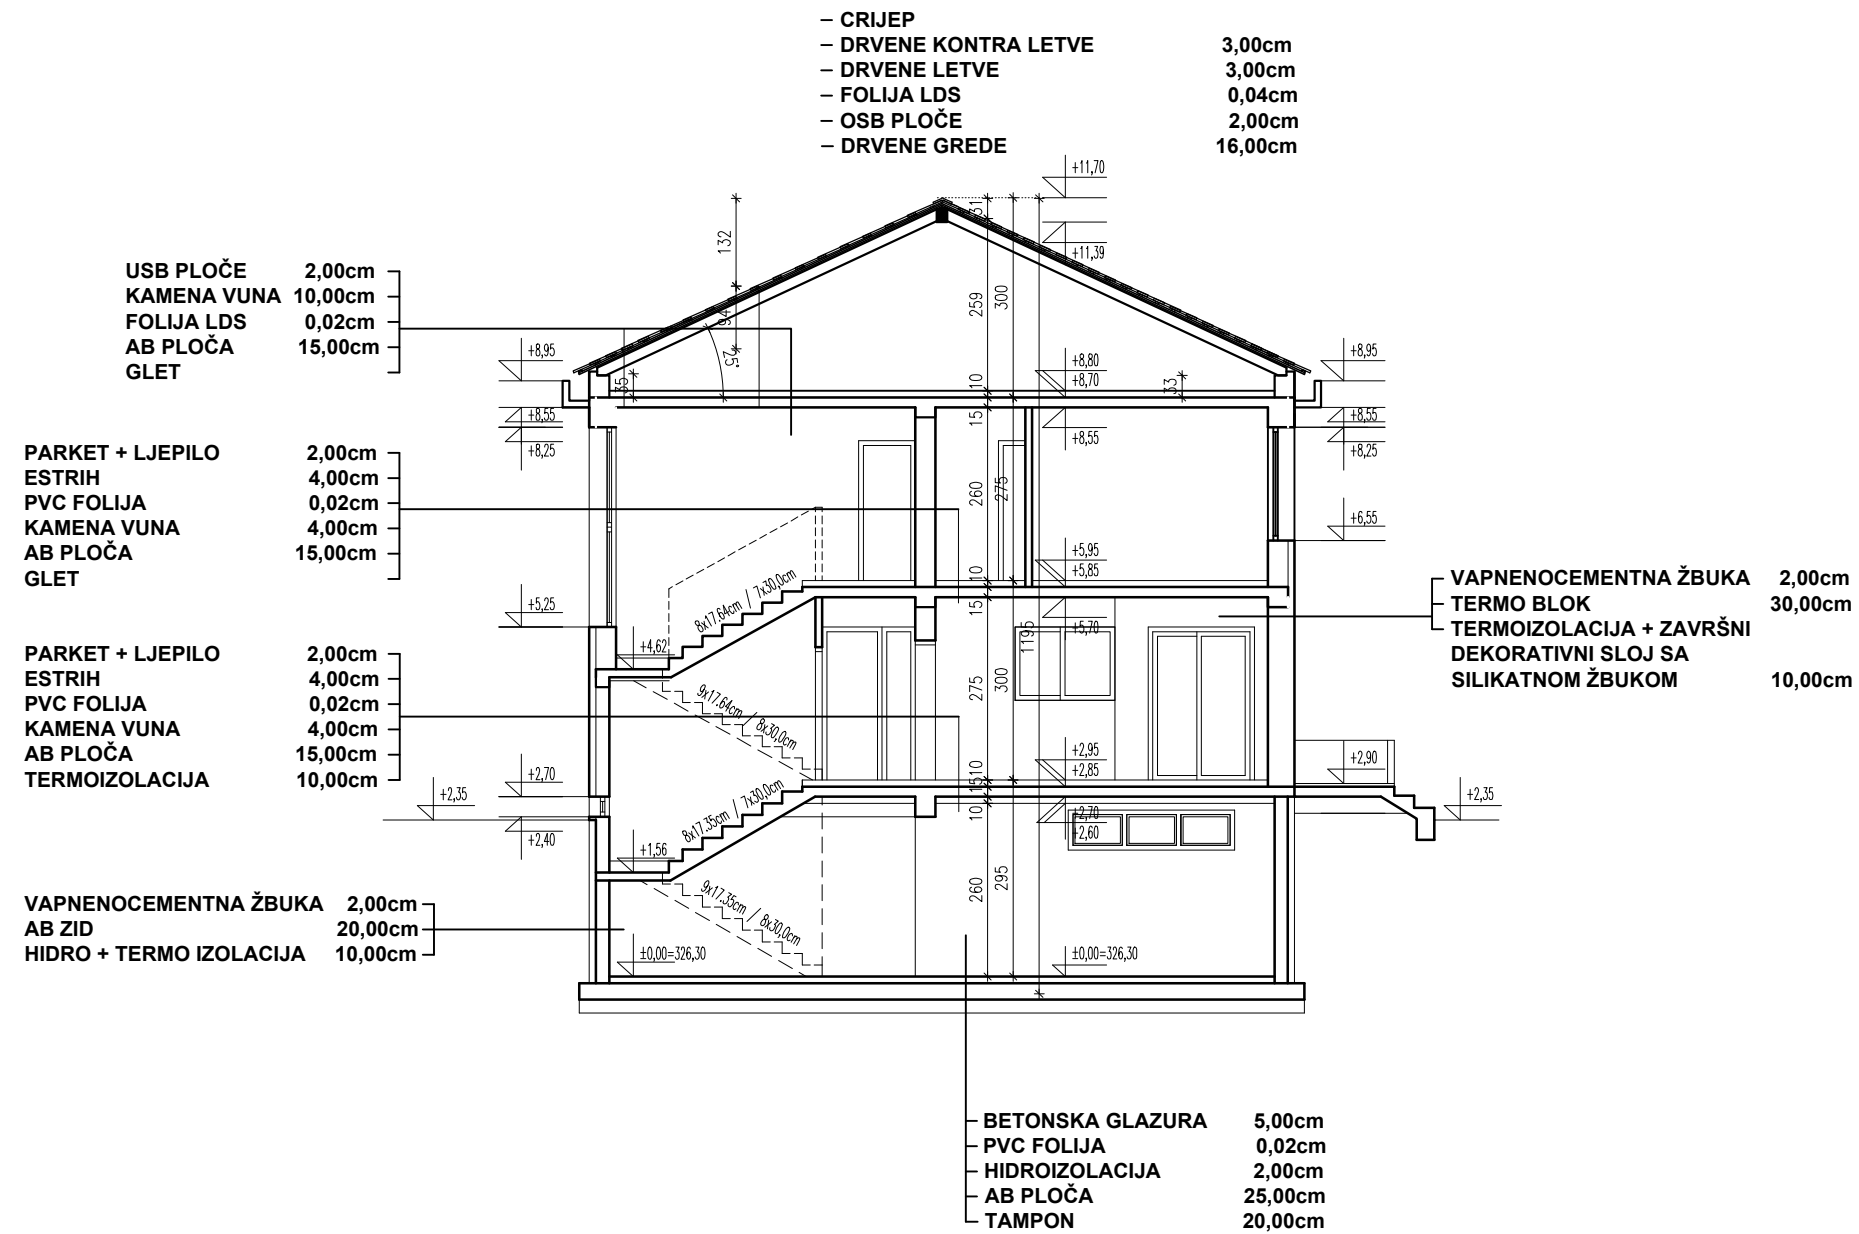 – CRIJEP
– DRVENE KONTRA LETVE 3,00cm
– DRVENE LETVE 3,00cm
– FOLIJA LDS 0,04cm
– OSB PLOČE 2,00cm
– DRVENE GREDE 16,00cm
+11,70
31
132
+11,39
USB PLOČE 2,00cm
KAMENA VUNA 10,00cm
FOLIJA LDS 0,02cm
AB PLOČA 15,00cm
GLET
259
300
94
25°
+8,95
+8,95
+8,80
+8,70
35
10
33
+8,55
15
+8,55
+8,55
+8,25
+8,25
PARKET + LJEPILO 2,00cm
ESTRIH 4,00cm
PVC FOLIJA 0,02cm
KAMENA VUNA 4,00cm
AB PLOČA 15,00cm
GLET
260
275
+6,55
+5,95
+5,85
10
8x17.64cm / 7x30,0cm
15
+5,25
+5,70
1195
VAPNENOCEMENTNA ŽBUKA 2,00cm
TERMO BLOK 30,00cm
TERMOIZOLACIJA + ZAVRŠNI
DEKORATIVNI SLOJ SA
SILIKATNOM ŽBUKOM 10,00cm
+4,62
PARKET + LJEPILO 2,00cm
ESTRIH 4,00cm
PVC FOLIJA 0,02cm
KAMENA VUNA 4,00cm
AB PLOČA 15,00cm
TERMOIZOLACIJA 10,00cm
9x17.64cm / 8x30,0cm
275
300
+2,95
+2,85
+2,90
10
15
10
+2,70
+2,35
+2,35
+2,40
+2,70
+2,60
8x17.35cm / 7x30,0cm
+1,56
9x17.35cm / 8x30,0cm
260
295
VAPNENOCEMENTNA ŽBUKA 2,00cm
AB ZID 20,00cm
HIDRO + TERMO IZOLACIJA 10,00cm
±0,00=326,30
±0,00=326,30
BETONSKA GLAZURA 5,00cm
PVC FOLIJA 0,02cm
HIDROIZOLACIJA 2,00cm
AB PLOČA 25,00cm
TAMPON 20,00cm